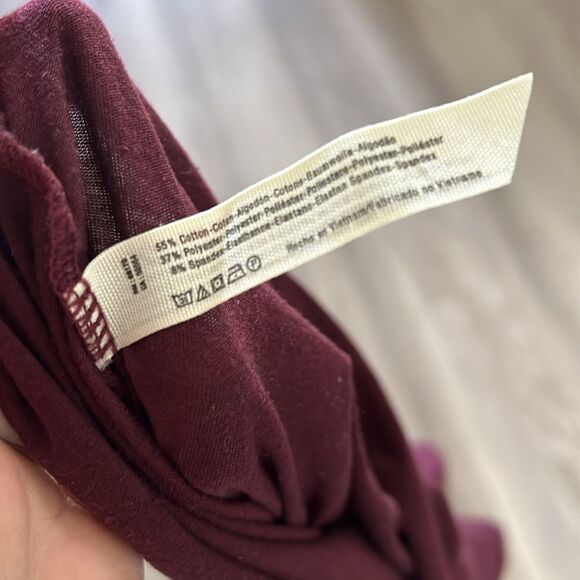 55% Cotton-Coton-Algodón-Cotone-Baumwolle-Algodão
37% Polyester-Polyester-Poliéster-Poliestere-Polyester-Poliéster
8% Spandex-Elasthanne-Elastano-Elastan Spandex-Spandex
Hecho en Vietnam/Fabricado no Vietname